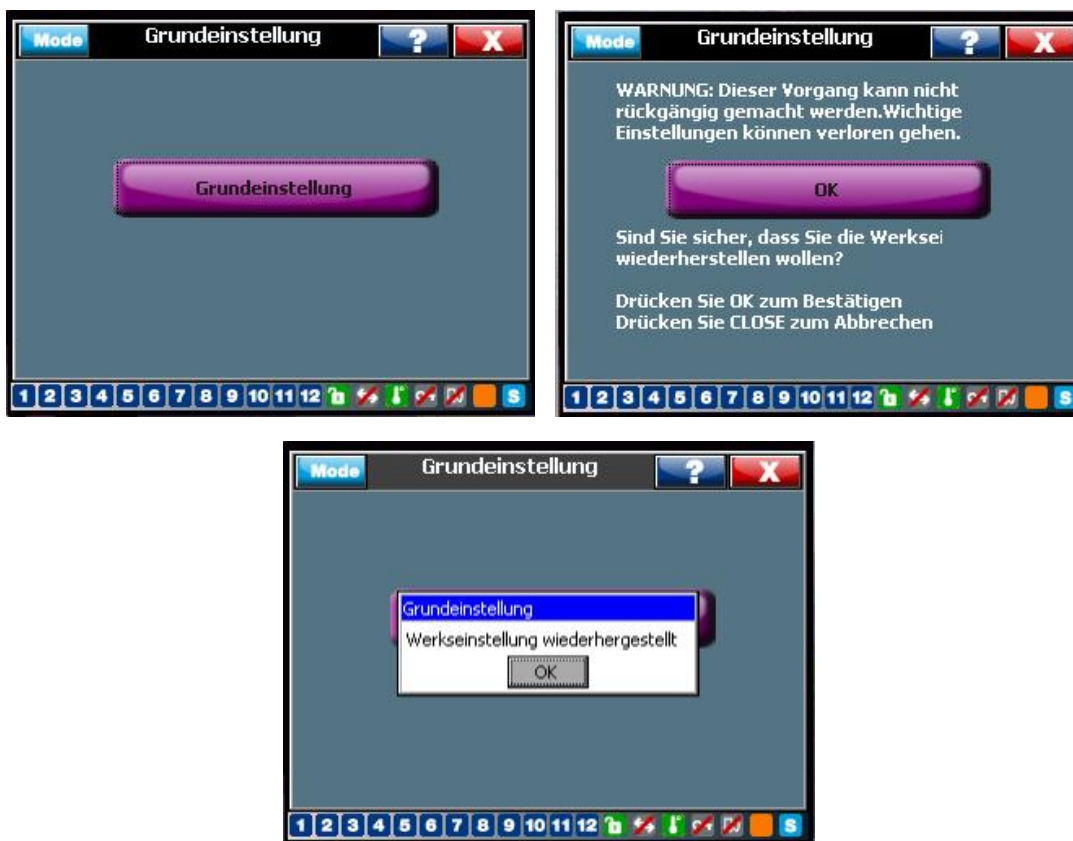 Mode Grundeinstellung ? X
Grundeinstellung
1 2 3 4 5 6 7 8 9 10 11 12 S
Mode Grundeinstellung ? X
WARNUNG: Dieser Vorgang kann nicht
rückgängig gemacht werden.Wichtige
Einstellungen können verloren gehen.
OK
Sind Sie sicher, dass Sie die Werksei
wiederherstellen wollen?
Drücken Sie OK zum Bestätigen
Drücken Sie CLOSE zum Abbrechen
1 2 3 4 5 6 7 8 9 10 11 12 S
Mode Grundeinstellung ? X
Grundeinstellung
Werkseinstellung wiederhergestellt
OK
1 2 3 4 5 6 7 8 9 10 11 12 S